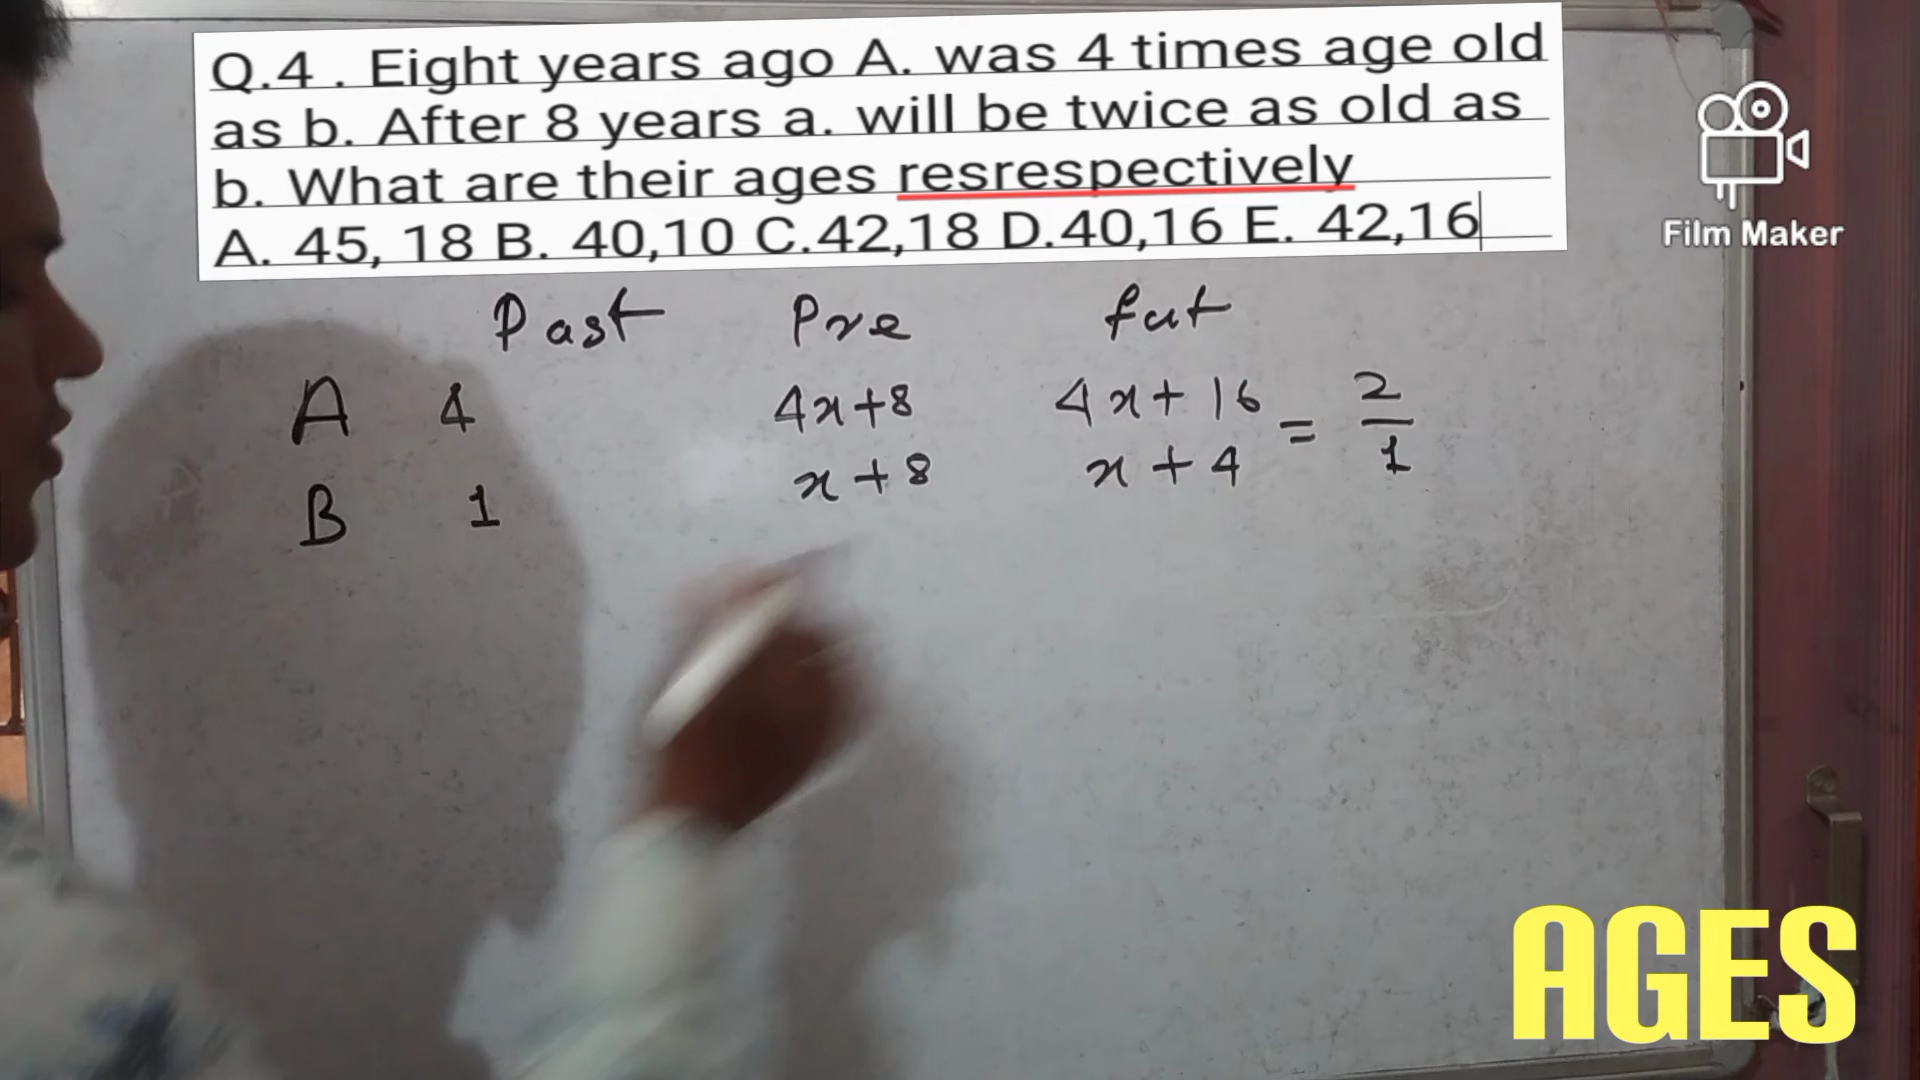 Q.4 . Eight years ago A. was 4 times age old
as b. After 8 years a. will be twice as old as
b. What are their ages resrespectively
A. 45, 18 B. 40,10 C.42,18 D.40,16 E. 42,16
Film Maker
Past Pre fut
A 4 4x+8 4x+16 = 2/1
B 1 x+8 x+4
AGES